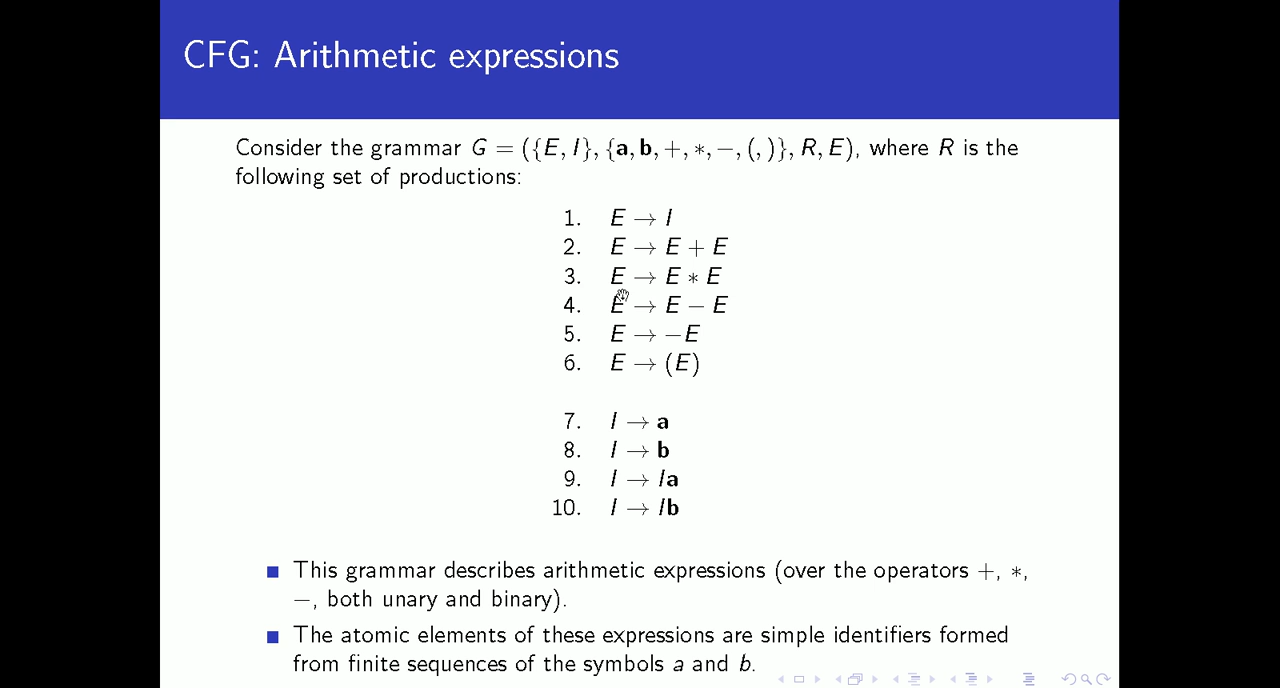 CFG: Arithmetic expressions
Consider the grammar G = ({E, I}, {a, b, +, ∗, −, (, )}, R, E), where R is the
following set of productions:
1. E → I
2. E → E + E
3. E → E ∗ E
4. E → E − E
5. E → −E
6. E → (E)
7. I → a
8. I → b
9. I → Ia
10. I → Ib
This grammar describes arithmetic expressions (over the operators +, ∗,
−, both unary and binary).
The atomic elements of these expressions are simple identifiers formed
from finite sequences of the symbols a and b.